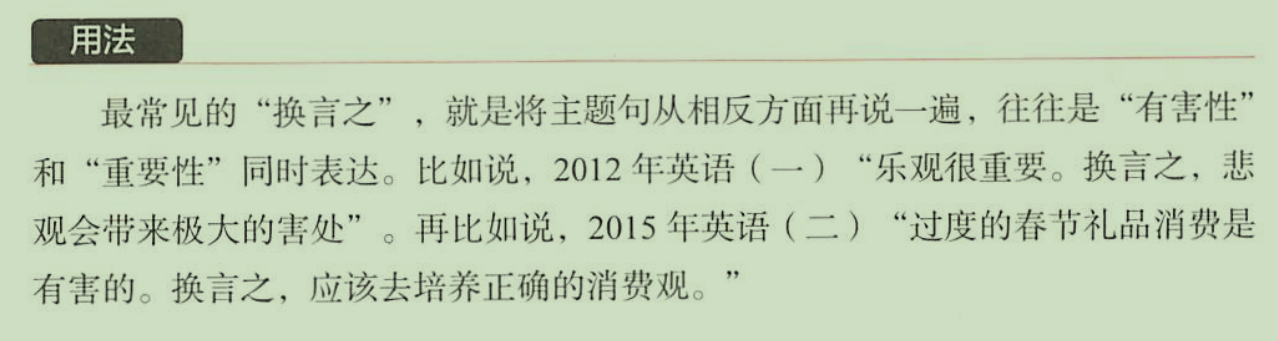 用法
最常见的“换言之”，就是将主题句从相反方面再说一遍，往往是“有害性”
和“重要性”同时表达。比如说，2012 年英语（一）“乐观很重要。换言之，悲
观会带来极大的害处”。再比如说，2015 年英语（二）“过度的春节礼品消费是
有害的。换言之，应该去培养正确的消费观。”